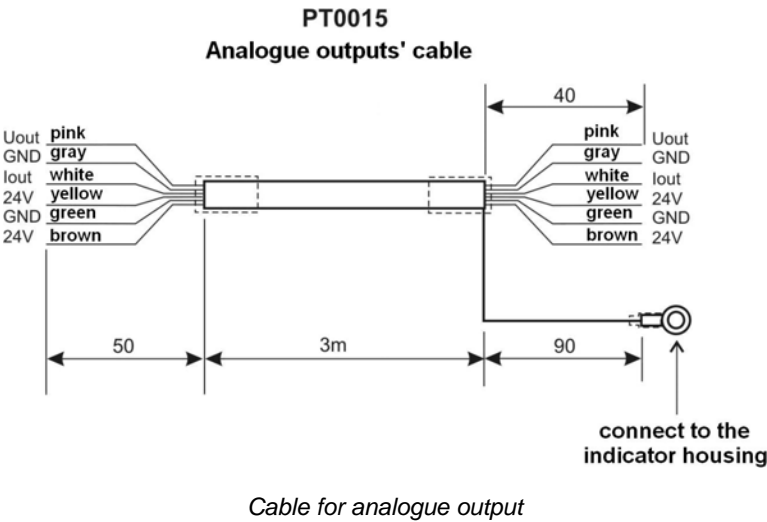 PT0015
Analogue outputs' cable
40
Uout pink
GND gray
Iout white
24V yellow
GND green
24V brown
pink Uout
gray GND
white Iout
yellow 24V
green GND
brown 24V
50
3m
90
connect to the
indicator housing
Cable for analogue output